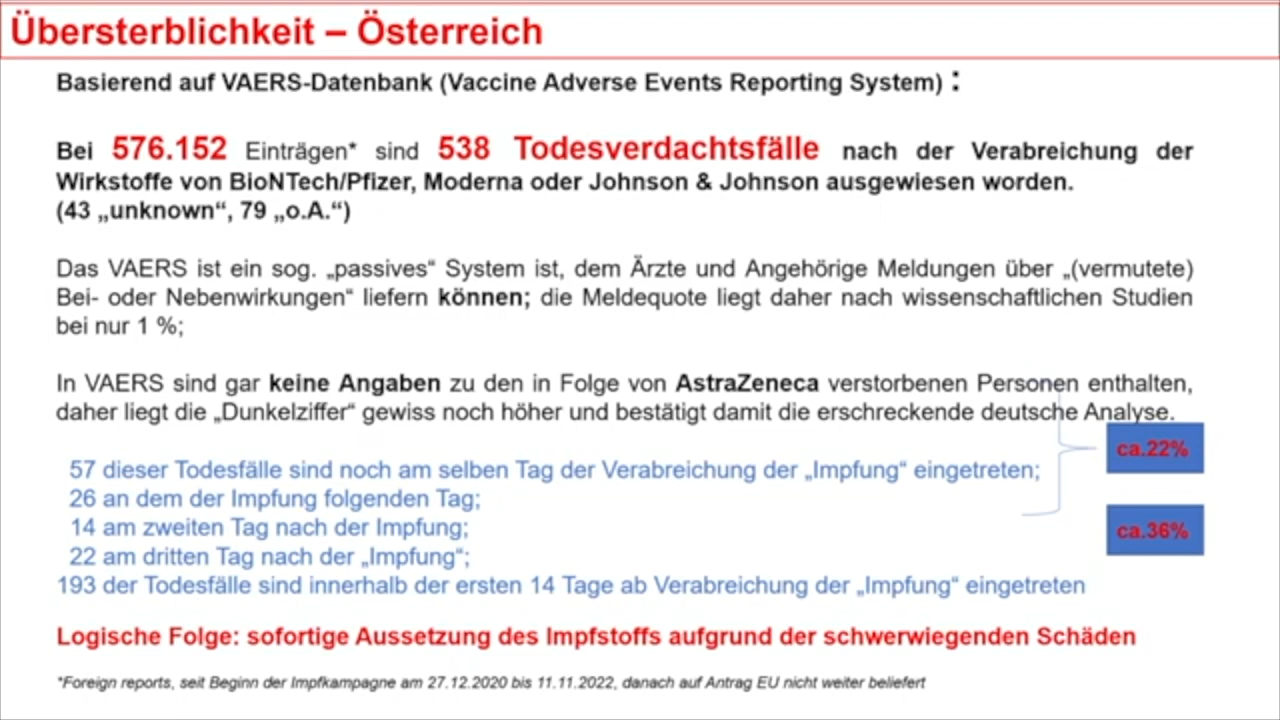 Übersterblichkeit – Österreich
Basierend auf VAERS-Datenbank (Vaccine Adverse Events Reporting System) :
Bei 576.152 Einträgen* sind 538 Todesverdachtsfälle nach der Verabreichung der
Wirkstoffe von BioNTech/Pfizer, Moderna oder Johnson & Johnson ausgewiesen worden.
(43 „unknown“, 79 „o.A.“)
Das VAERS ist ein sog. „passives“ System ist, dem Ärzte und Angehörige Meldungen über „(vermutete)
Bei- oder Nebenwirkungen“ liefern können; die Meldequote liegt daher nach wissenschaftlichen Studien
bei nur 1 %;
In VAERS sind gar keine Angaben zu den in Folge von AstraZeneca verstorbenen Personen enthalten,
daher liegt die „Dunkelziffer“ gewiss noch höher und bestätigt damit die erschreckende deutsche Analyse.
ca.22%
57 dieser Todesfälle sind noch am selben Tag der Verabreichung der „Impfung“ eingetreten;
26 an dem der Impfung folgenden Tag;
14 am zweiten Tag nach der Impfung;
ca.36%
22 am dritten Tag nach der „Impfung“;
193 der Todesfälle sind innerhalb der ersten 14 Tage ab Verabreichung der „Impfung“ eingetreten
Logische Folge: sofortige Aussetzung des Impfstoffs aufgrund der schwerwiegenden Schäden
*Foreign reports, seit Beginn der Impfkampagne am 27.12.2020 bis 11.11.2022, danach auf Antrag EU nicht weiter beliefert